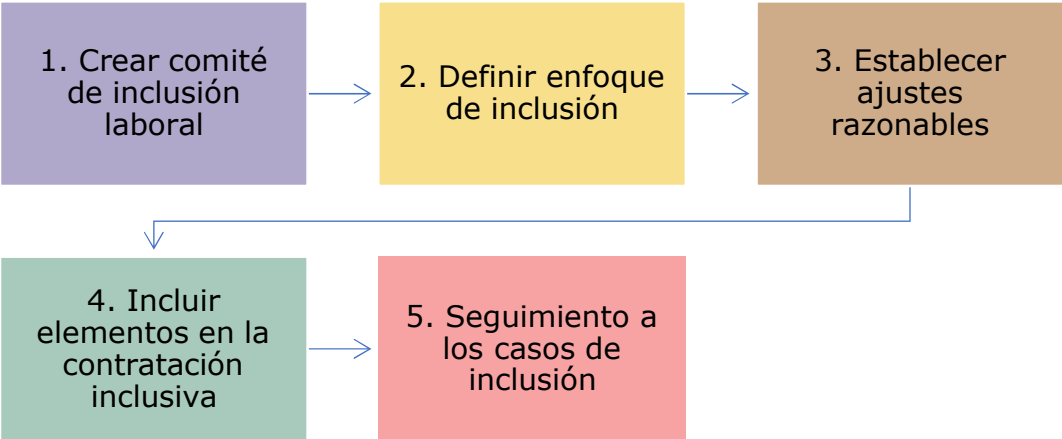 1. Crear comité
de inclusión
laboral
2. Definir enfoque
de inclusión
3. Establecer
ajustes
razonables
4. Incluir
elementos en la
contratación
inclusiva
5. Seguimiento a
los casos de
inclusión